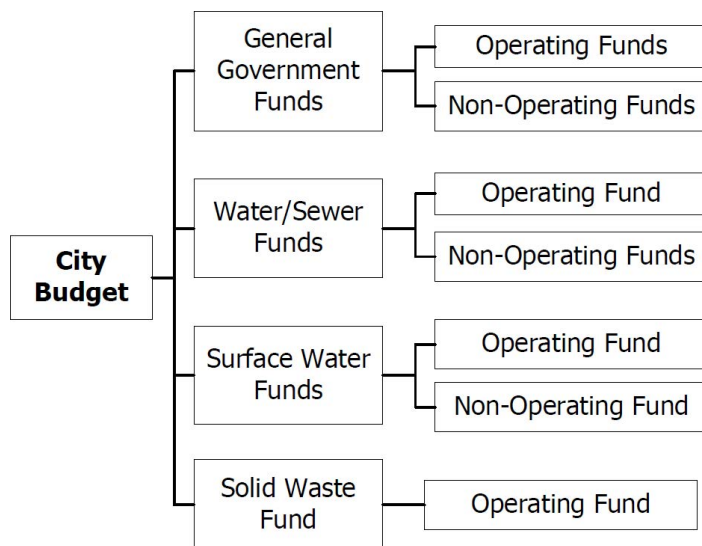 City
Budget
General
Government
Funds
Operating Funds
Non-Operating Funds
Water/Sewer
Funds
Operating Fund
Non-Operating Funds
Surface Water
Funds
Operating Fund
Non-Operating Fund
Solid Waste
Fund
Operating Fund